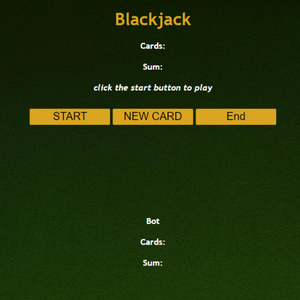 Blackjack
Cards:
Sum:
click the start button to play
START NEW CARD End
Bot
Cards:
Sum: